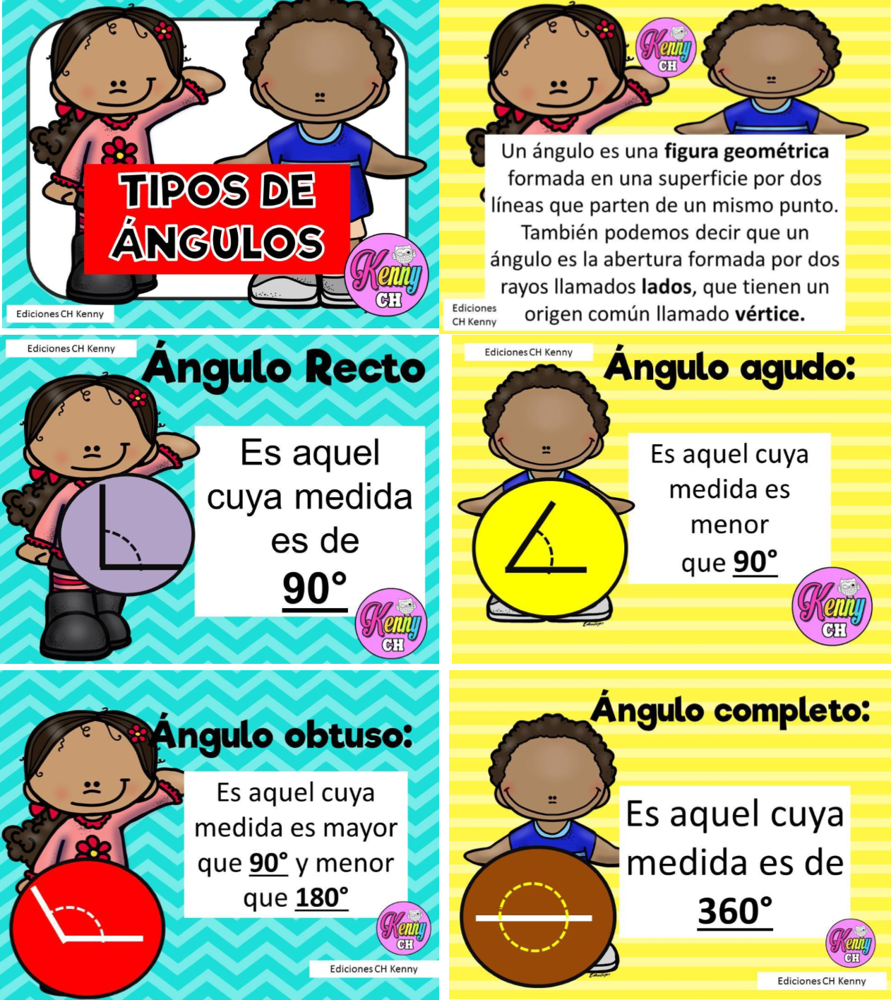 TIPOS DE
ÁNGULOS
Kenny
CH
Ediciones CH Kenny
Kenny
CH
Un ángulo es una figura geométrica
formada en una superficie por dos
líneas que parten de un mismo punto.
También podemos decir que un
ángulo es la abertura formada por dos
rayos llamados lados, que tienen un
origen común llamado vértice.
Ediciones
CH Kenny
Ediciones CH Kenny
Ángulo Recto
Es aquel
cuya medida
es de
90°
Kenny
CH
Ediciones CH Kenny
Ángulo agudo:
Es aquel cuya
medida es
menor
que 90°
Kenny
CH
Ángulo obtuso:
Es aquel cuya
medida es mayor
que 90° y menor
que 180°
Kenny
CH
Ediciones CH Kenny
Ángulo completo:
Es aquel cuya
medida es de
360°
Kenny
CH
Ediciones CH Kenny